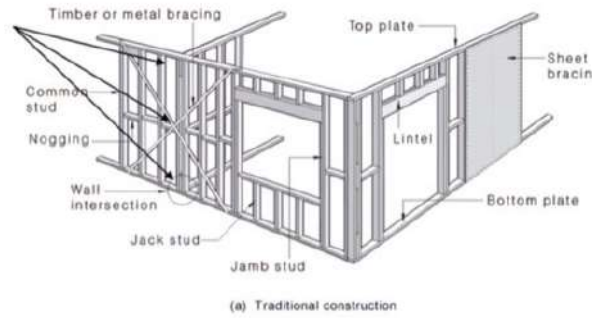 Timber or metal bracing
Top plate
Sheet
bracin
Common
stud
Nogging
Lintel
Wall
intersection
Bottom plate
Jack stud
Jamb stud
(a) Traditional construction